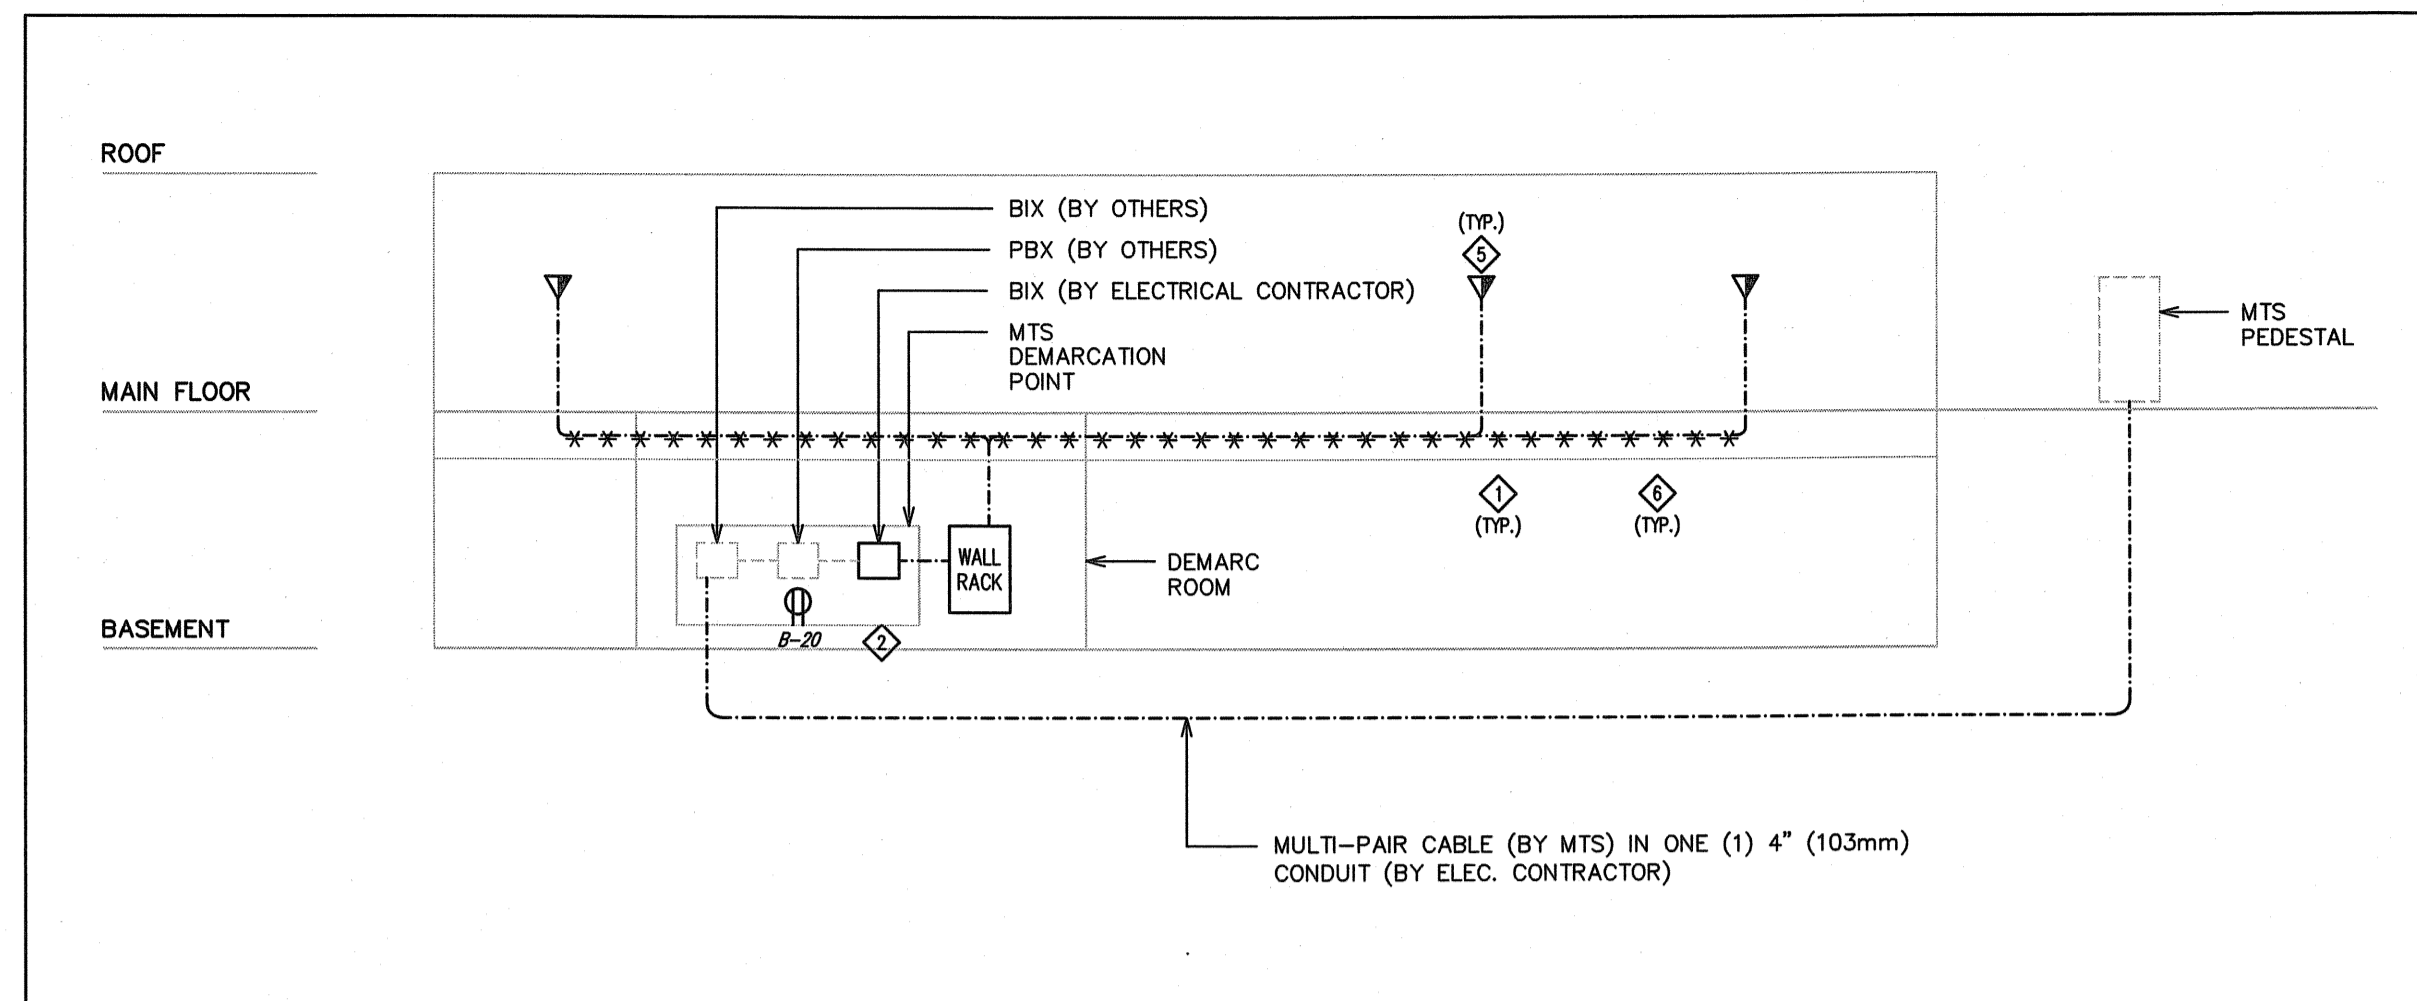 ROOF
BIX (BY OTHERS)
(TYP.)
PBX (BY OTHERS)
5
BIX (BY ELECTRICAL CONTRACTOR)
MTS
DEMARCATION
POINT
MTS
PEDESTAL
MAIN FLOOR
1
(TYP.)
6
(TYP.)
WALL
RACK
DEMARC
ROOM
BASEMENT
B-20
2
MULTI-PAIR CABLE (BY MTS) IN ONE (1) 4" (103mm)
CONDUIT (BY ELEC. CONTRACTOR)